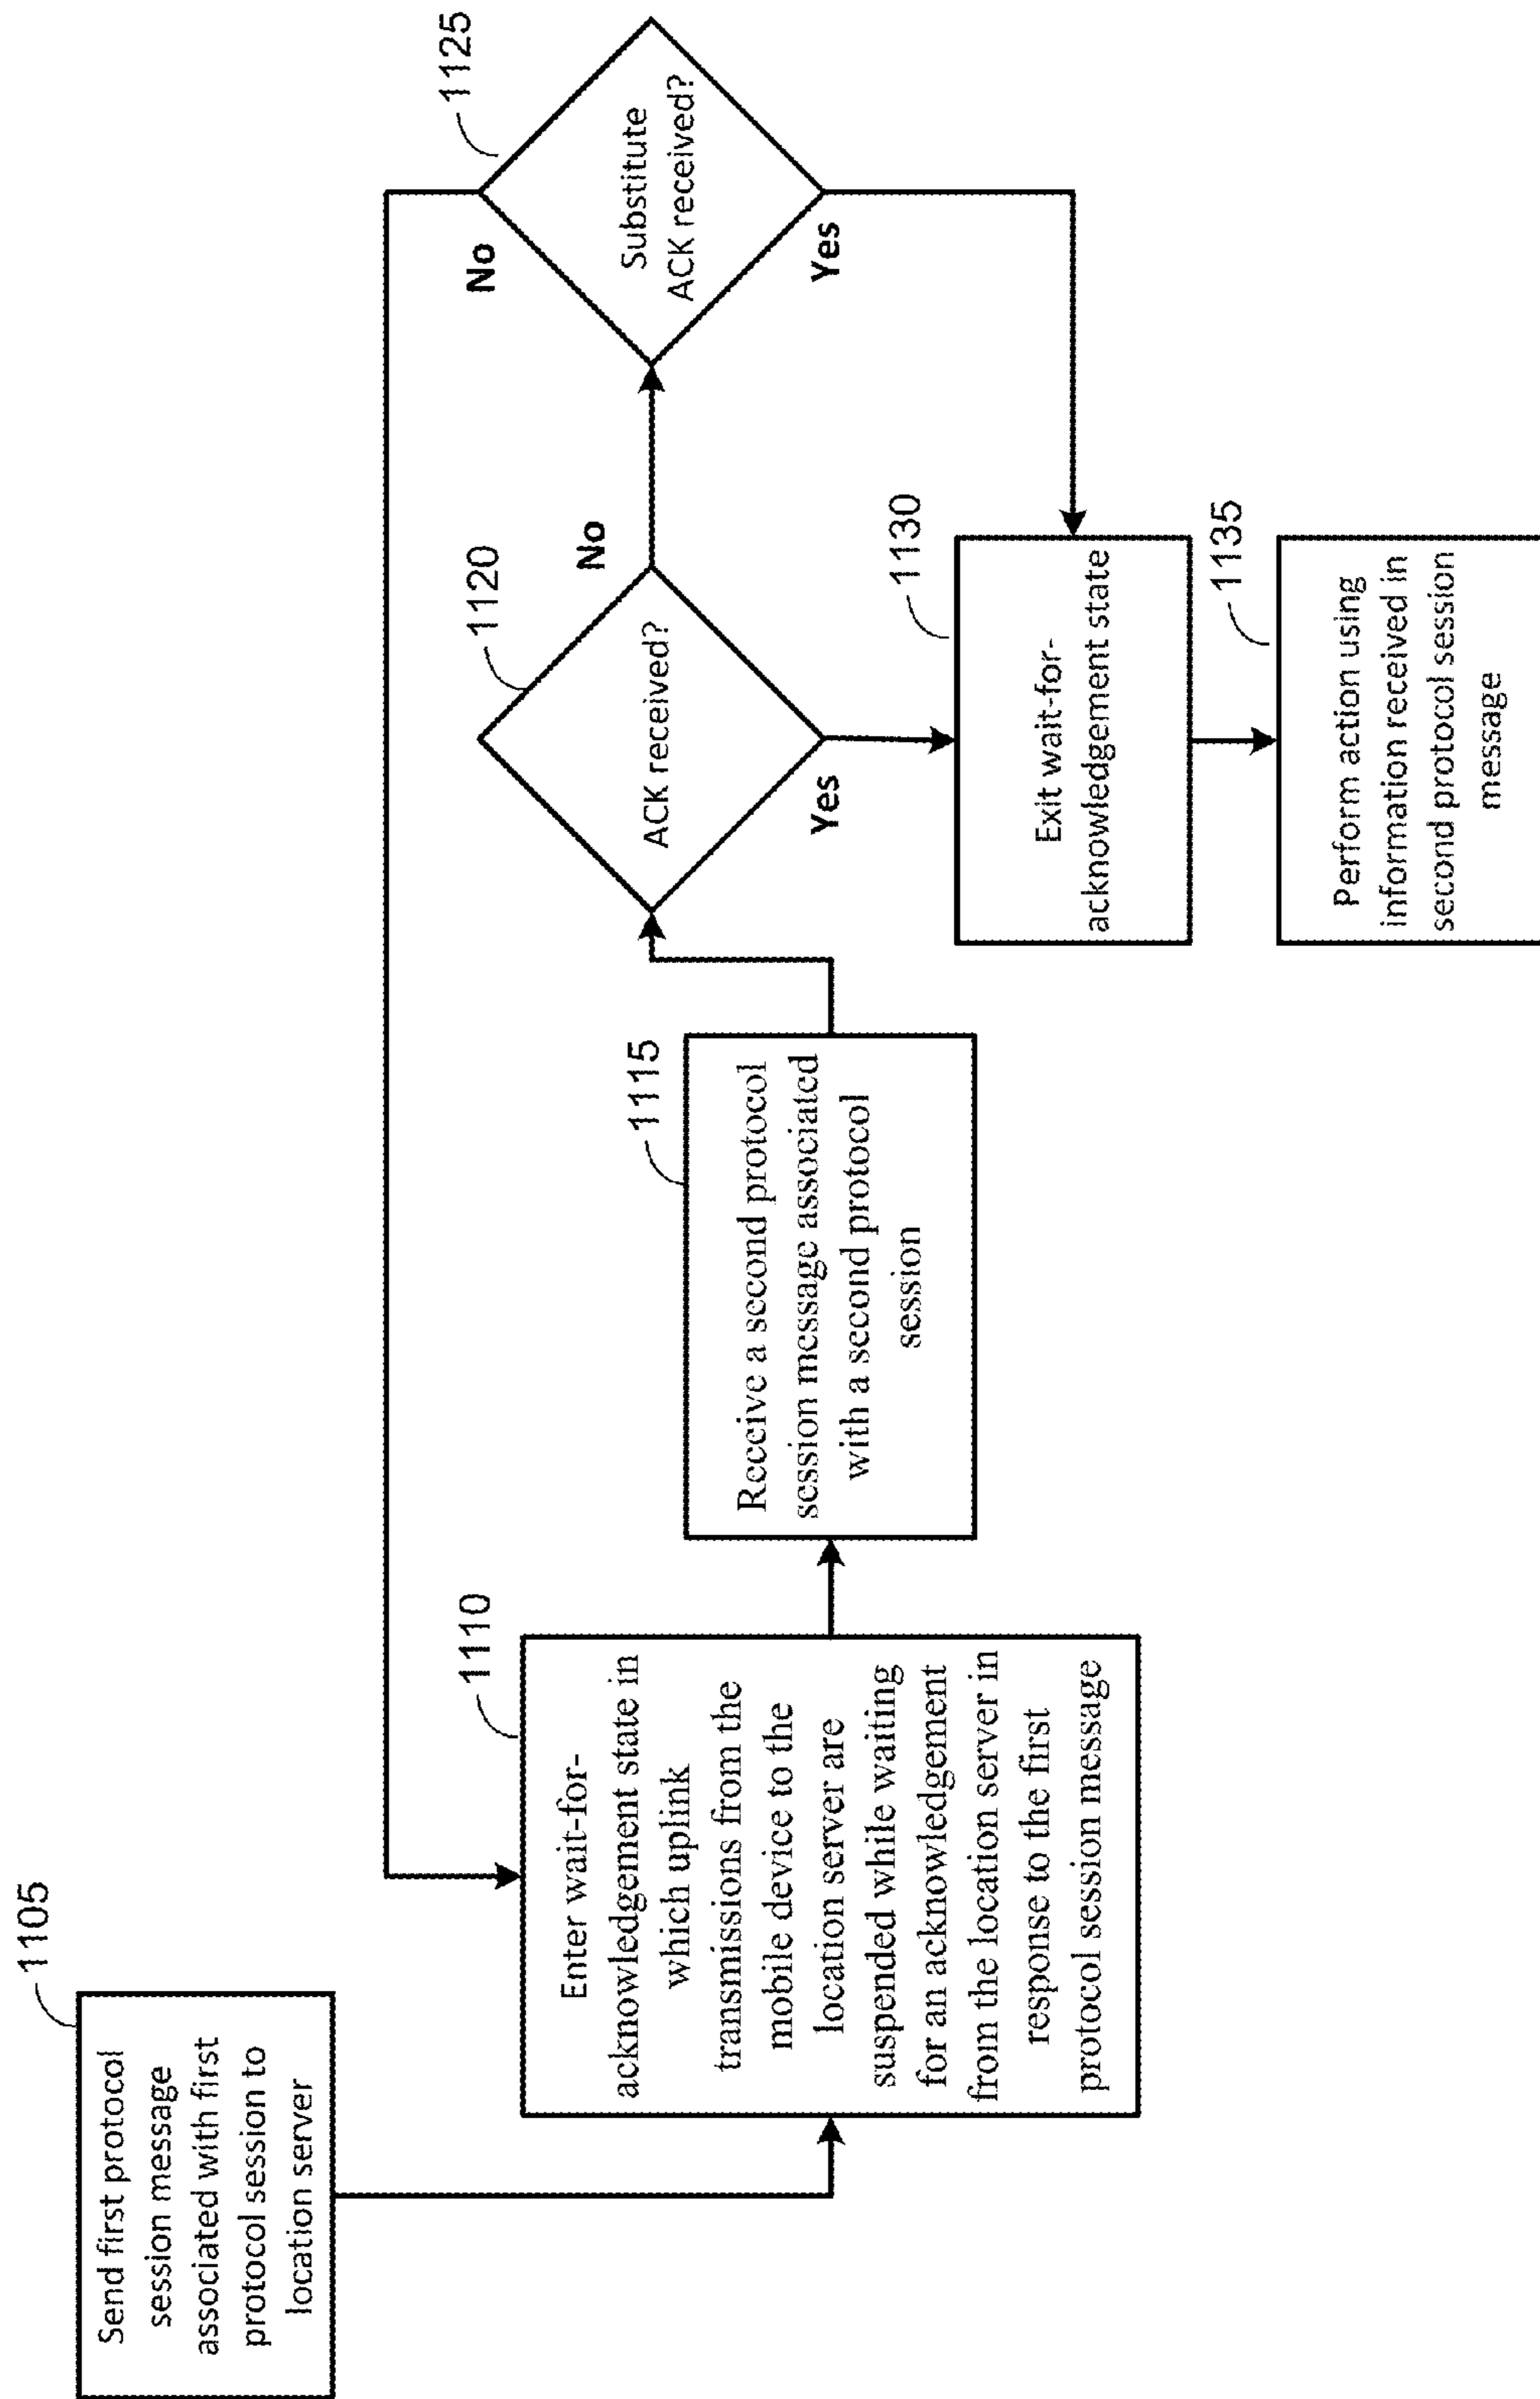 1105
Send first protocol
session message
associated with first
protocol session to
location server
1110
Enter wait-for-
acknowledgement state in
which uplink
transmissions from the
mobile device to the
location server are
suspended while waiting
for an acknowledgment
from the location server in
response to the first
protocol session message
1115
Receive a second protocol
session message associated
with a second protocol
session
1120
ACK received?
No
Yes
1125
Substitute
ACK received?
No
Yes
1130
Exit wait-for-
acknowledgement state
1135
Perform action using
information received in
second protocol session
message